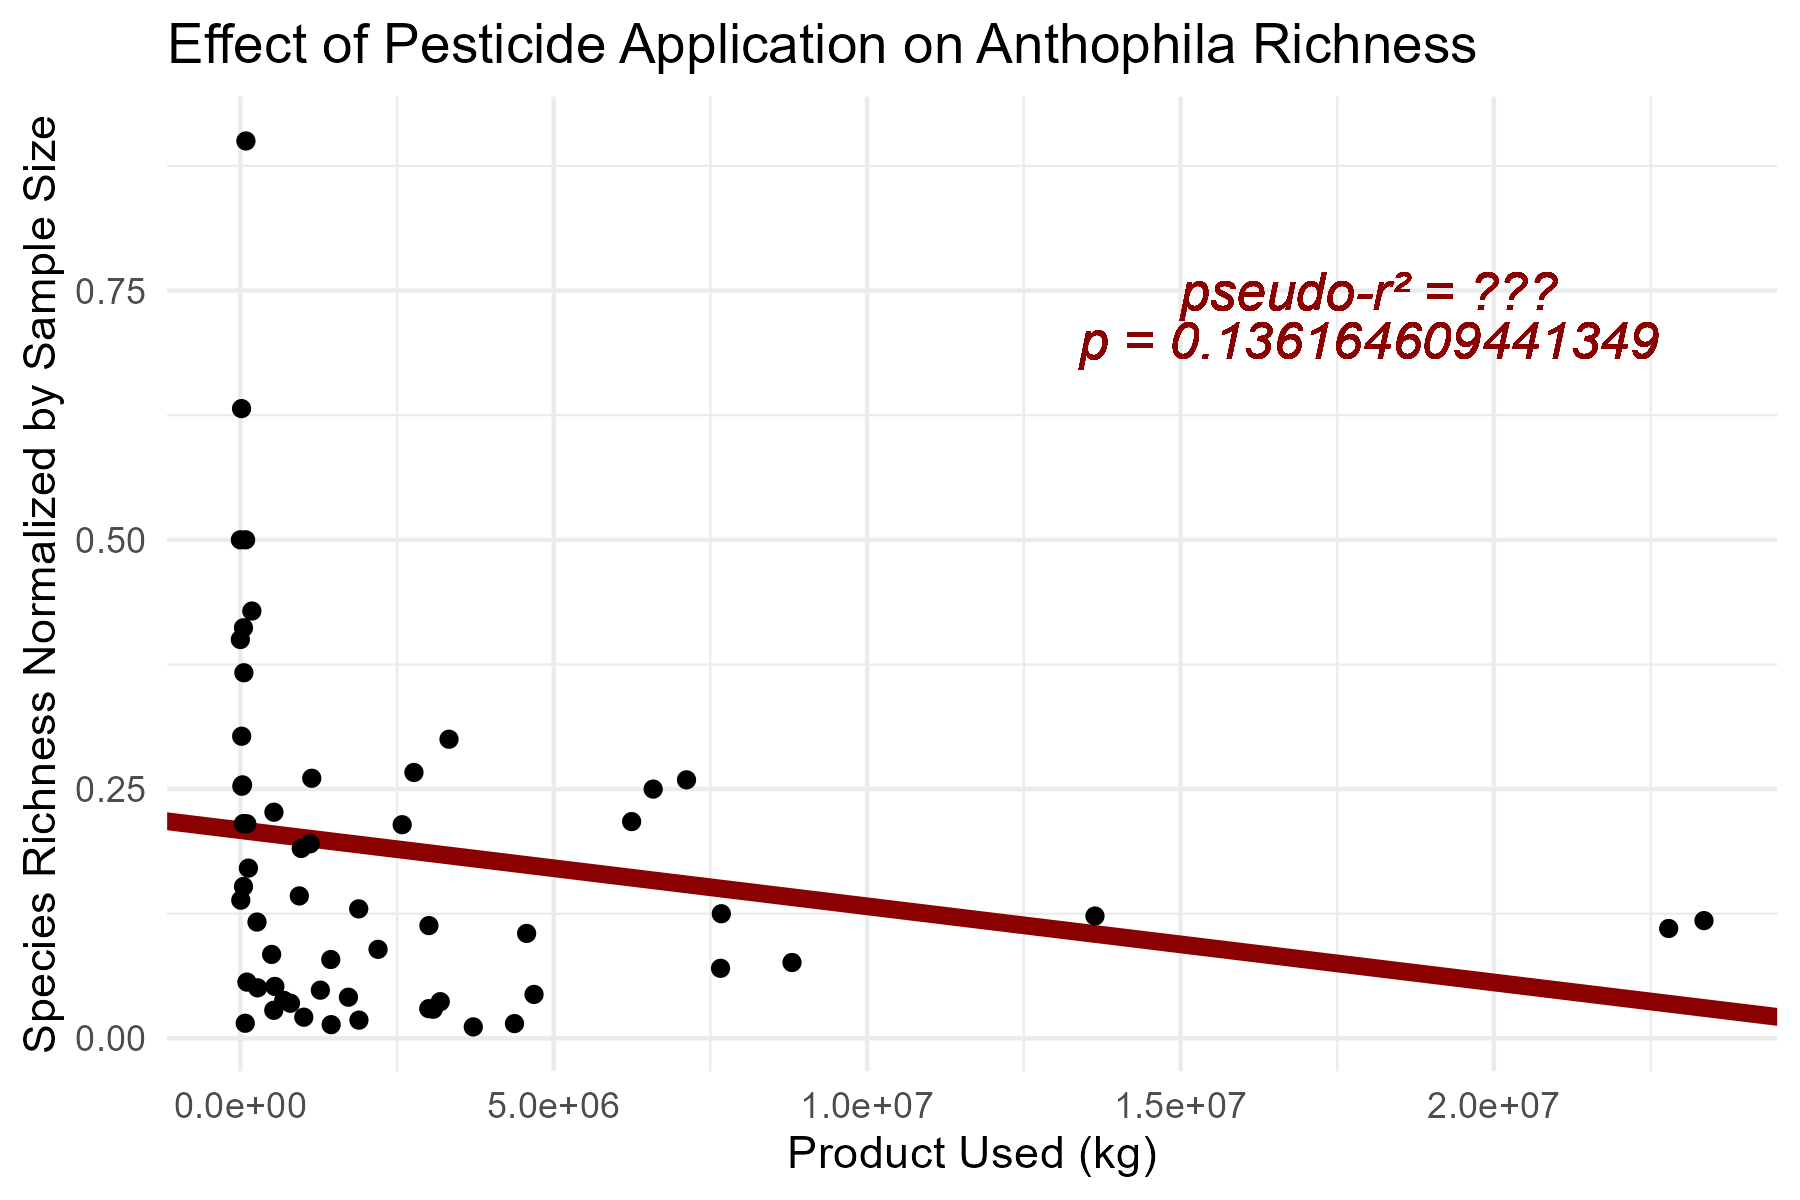 Effect of Pesticide Application on Anthophila Richness
Species Richness Normalized by Sample Size
0.75
0.50
0.25
0.00
pseudo-r² = ???
p = 0.136164609441349
0.0e+00 5.0e+06 1.0e+07 1.5e+07 2.0e+07
Product Used (kg)